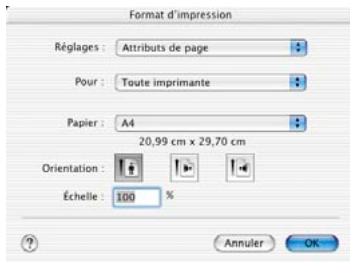 Format d'impression
Réglages : Attributs de page
Pour : Toute imprimante
Papier : A4
20,99 cm x 29,70 cm
Orientation :
Échelle : 100 %
? Annuler OK